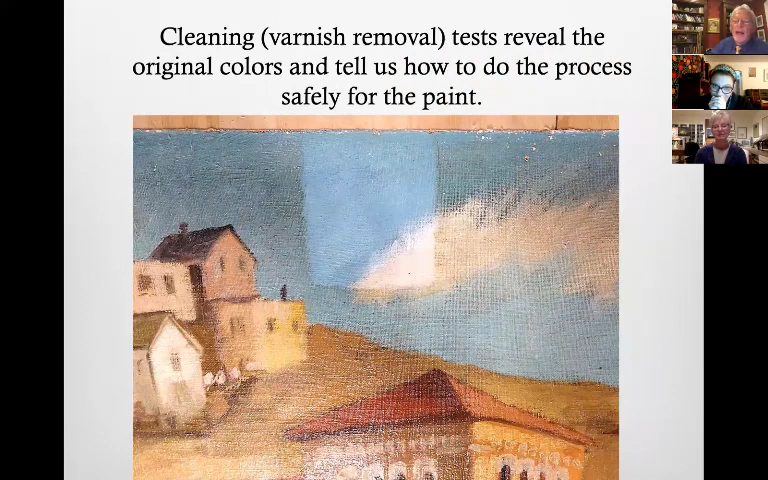 Cleaning (varnish removal) tests reveal the
original colors and tell us how to do the process
safely for the paint.